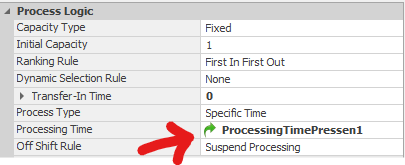 Process Logic
Capacity Type Fixed
Initial Capacity 1
Ranking Rule First In First Out
Dynamic Selection Rule None
Transfer-In Time 0
Process Type Specific Time
Processing Time ProcessingTimePressen1
Off Shift Rule Suspend Processing